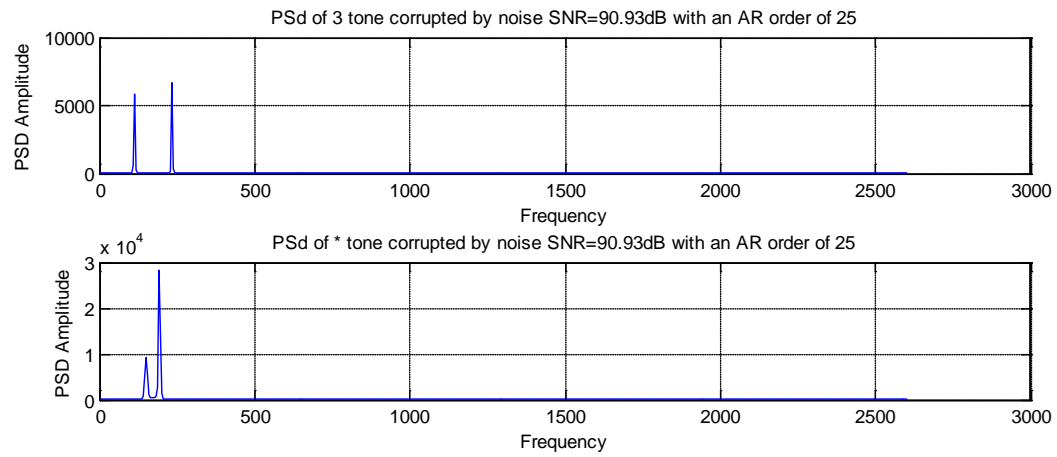 PSd of 3 tone corrupted by noise SNR=90.93dB with an AR order of 25
10000
5000
0
PSD Amplitude
0 500 1000 1500 2000 2500 3000
Frequency
x 10^4
PSd of * tone corrupted by noise SNR=90.93dB with an AR order of 25
3
2
1
0
PSD Amplitude
0 500 1000 1500 2000 2500 3000
Frequency